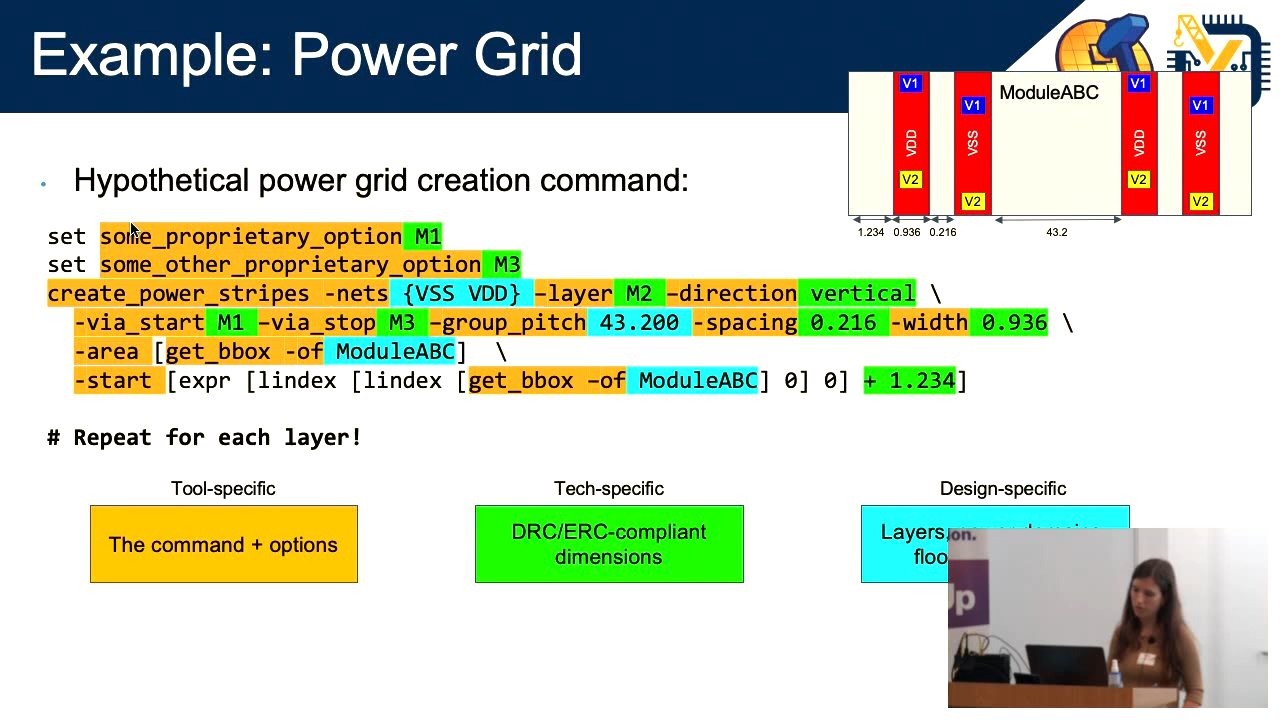 Example: Power Grid
V1
V1
ModuleABC
V1
V1
VDD
VSS
VDD
VSS
V2
V2
V2
V2
1.234 0.936 0.216 43.2
• Hypothetical power grid creation command:
set some_proprietary_option M1
set some_other_proprietary_option M3
create_power_stripes -nets {VSS VDD} –layer M2 –direction vertical \
-via_start M1 –via_stop M3 –group_pitch 43.200 -spacing 0.216 -width 0.936 \
-area [get_bbox -of ModuleABC] \
-start [expr [lindex [lindex [get_bbox –of ModuleABC] 0] 0] + 1.234]
# Repeat for each layer!
Tool-specific
Tech-specific
Design-specific
The command + options
DRC/ERC-compliant
dimensions
Layers,